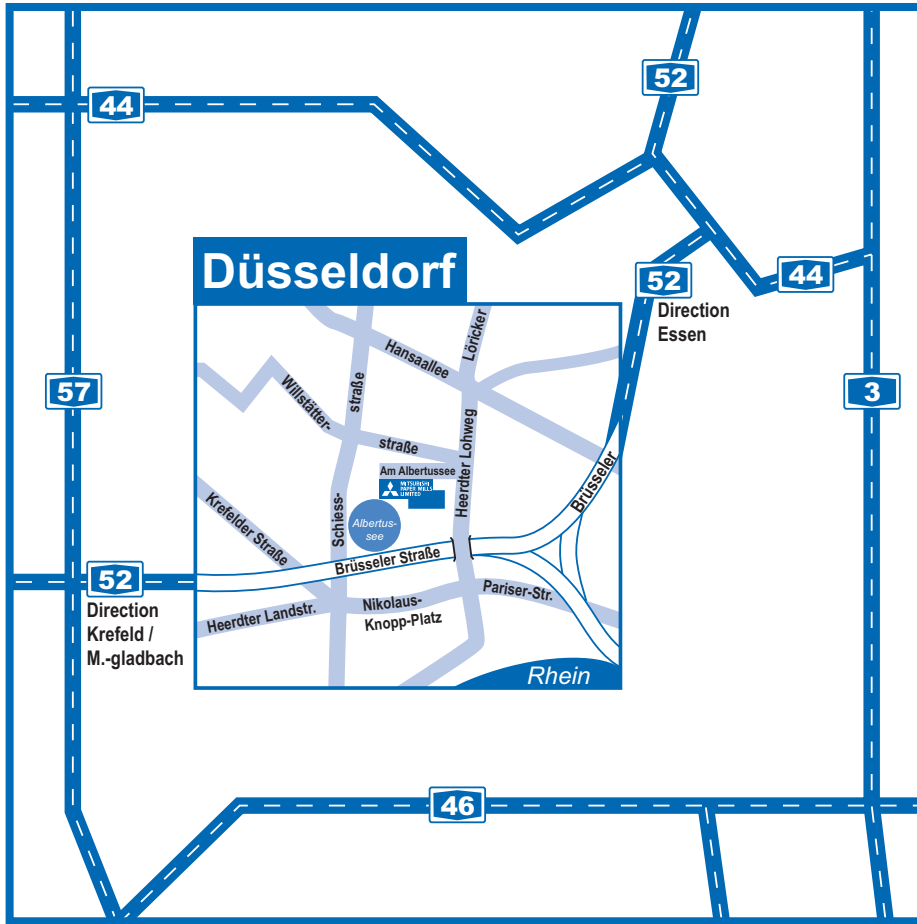 52
44
Düsseldorf
44
52
Direction
Essen
Löricker
Hansaallee
57
3
straße
Willstätter-
straße
Heerdter Lohweg
Am Albertussee
MITSUBISHI
PAPER MILLS
LIMITED
Brüsseler
Krefelder Straße
Schiess-
Albertus-
see
Brüsseler Straße
52
Direction
Krefeld /
M.-gladbach
Pariser-Str.
Nikolaus-
Knopp-Platz
Heerdter Landstr.
Rhein
46